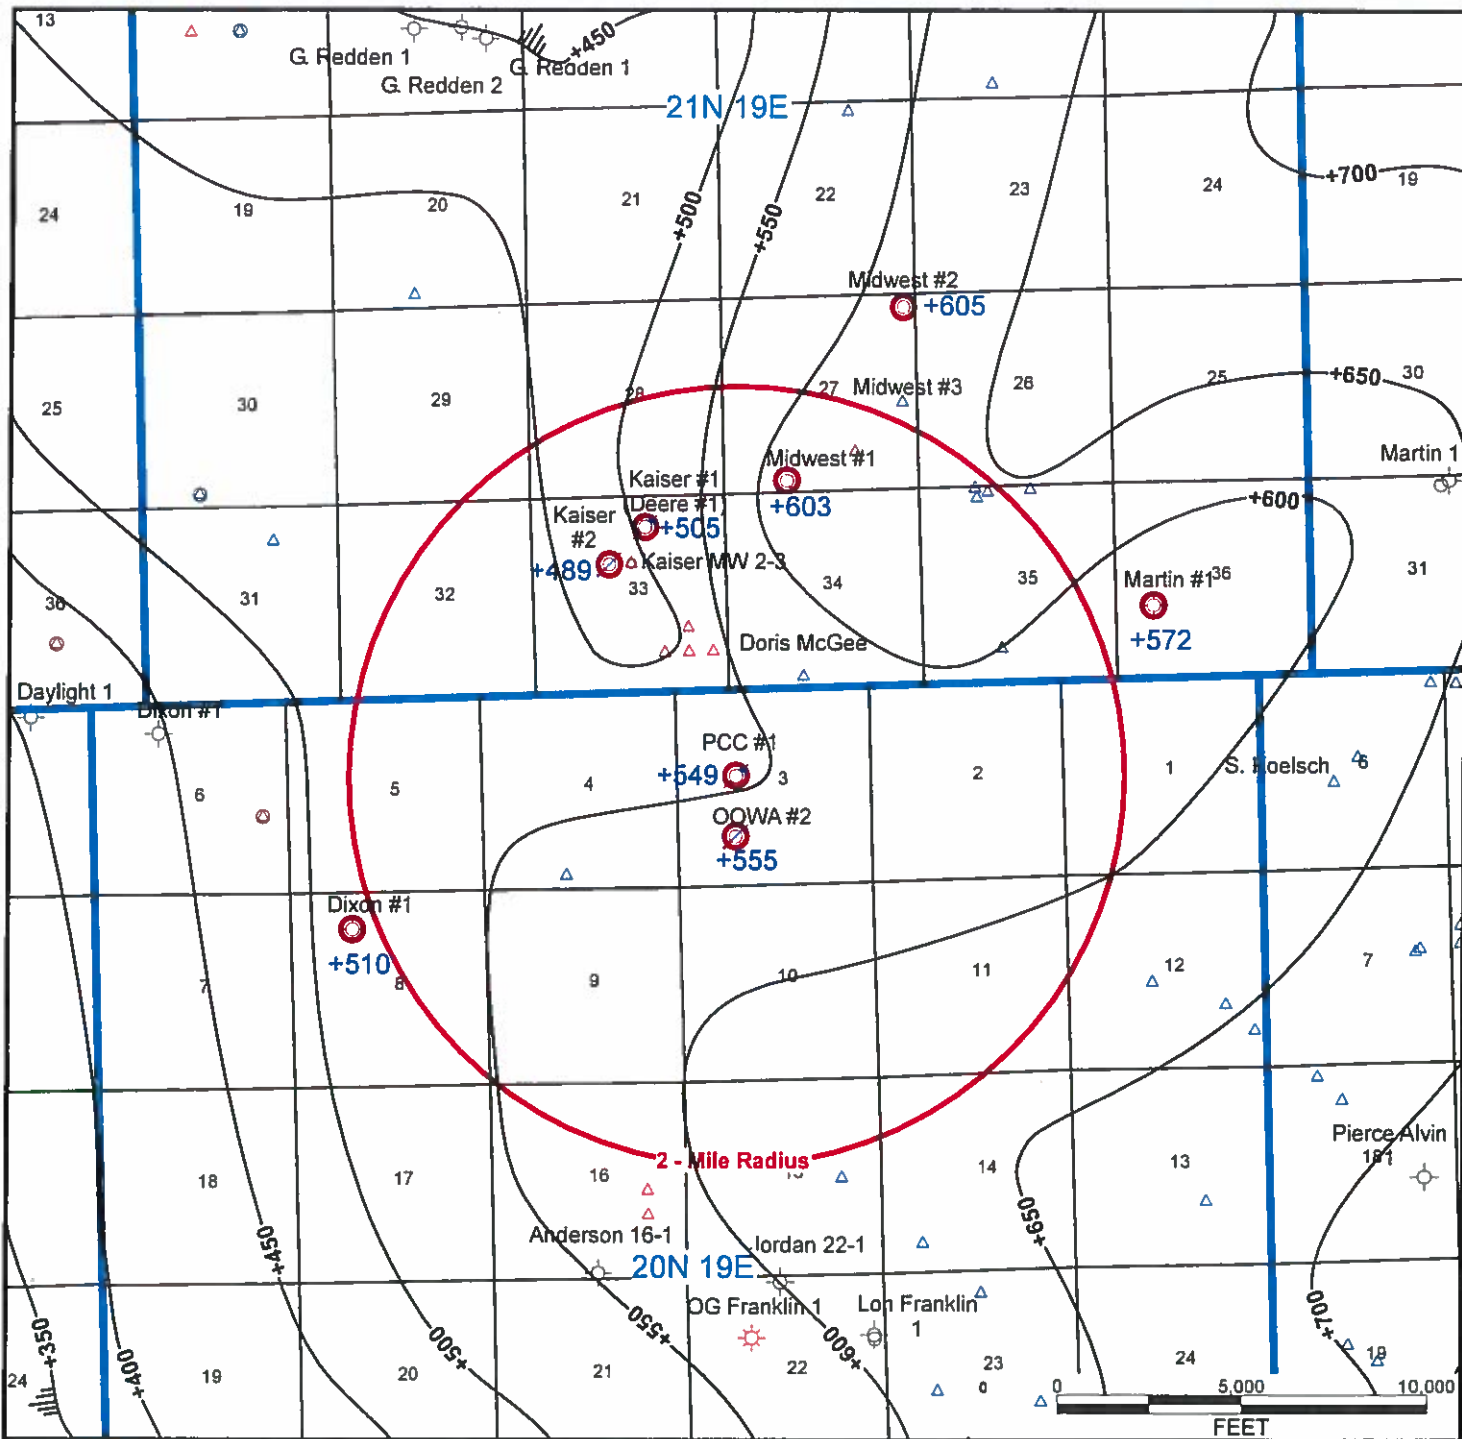 13
+450
G. Redden 1
G. Redden 2
G. Redden 1
21N 19E
24
19
20
21
22
23
24
+700
19
+500
+550
Midwest #2
+605
25
30
29
28
27
Midwest #3
26
25
+650
30
Martin 1
Kaiser #1
Midwest #1
+603
+600
Kaiser
#2
Deere #1
+505
+489
Kaiser MW 2-3
36
31
32
33
34
35
Martin #1
36
31
+572
Doris McGee
Daylight 1
Dixon #1
PCC #1
+549
6
5
4
3
2
1
S. Koelsch
6
OOWA #2
+555
Dixon #1
+510
7
8
9
10
11
12
7
18
17
16
2 - Mile Radius
14
13
Pierce Alvin
Anderson 16-1
Jordan 22-1
20N 19E
+650
+450
OG Franklin 1
Lon Franklin
1
+350
+400
+500
+550
+600
+700
24
19
20
21
22
23
24
19
0
0
5,000
10,000
FEET